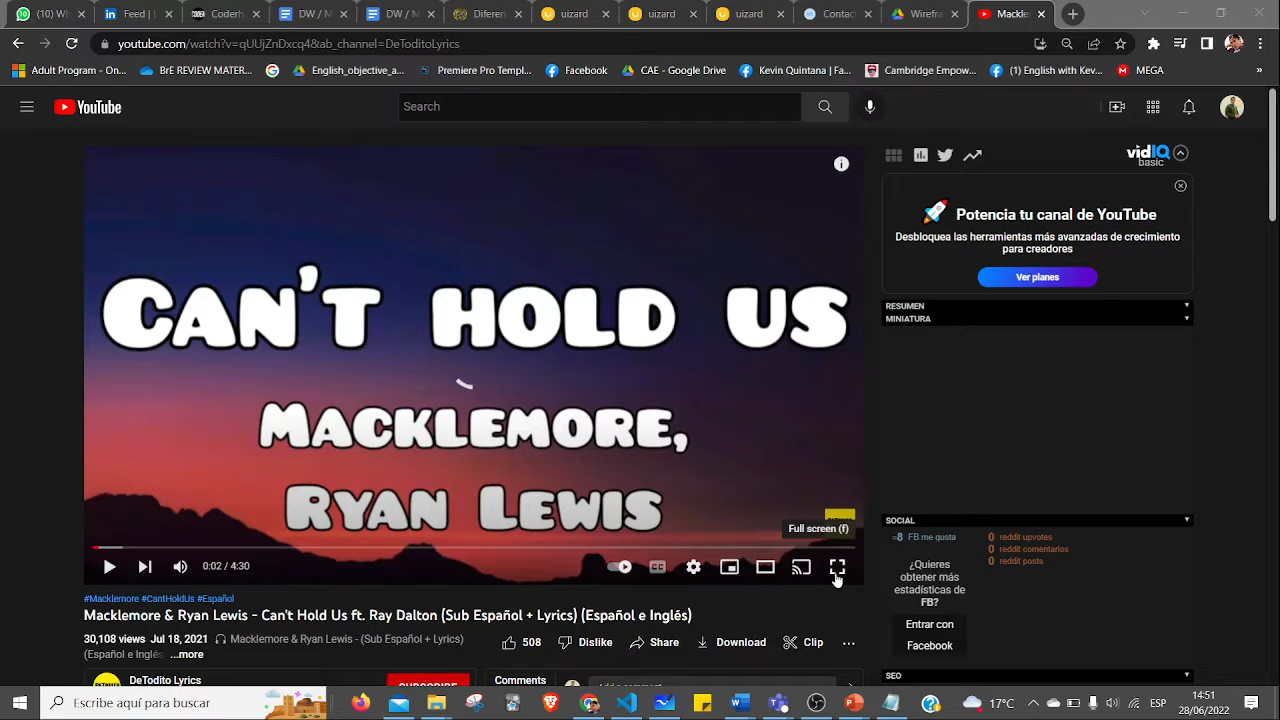 (10) Wh
Feed | L
Coderh
DW / M
DW / M
Diferen
uizard
uizard
uizard
Contac
Wirefra
Mackle
youtube.com/watch?v=qUUjZnDxcq48&ab_channel=DeToditoLyrics
Adult Program - On...
BrE REVIEW MATER...
English_objective_a...
Premiere Pro Templ...
Facebook
CAE - Google Drive
Kevin Quintana | Fa...
Cambridge Empow...
(1) English with Kev...
MEGA
»
YouTube
Search
vidIQ
basic
Potencia tu canal de YouTube
Desbloquea las herramientas más avanzadas de crecimiento
para creadores
Ver planes
RESUMEN
MINIATURA
Can't hold us
Macklemore,
Ryan Lewis
Full screen (f)
0:02 / 4:30
SOCIAL
≈8 FB me gusta
0 reddit upvotes
0 reddit comentarios
0 reddit posts
¿Quieres
obtener más
estadísticas de
FB?
Entrar con
Facebook
SEO
#Macklemore #CantHoldUs #Español
Macklemore & Ryan Lewis - Can't Hold Us ft. Ray Dalton (Sub Español + Lyrics) (Español e Inglés)
30,108 views Jul 18, 2021 Macklemore & Ryan Lewis - (Sub Español + Lyrics)
(Español e Inglés ...more
508
Dislike
Share
Download
Clip
DeTodito Lyrics
SUBSCRIBE
Comments
Escribe aquí para buscar
17°C
ESP
14:51
28/06/2022